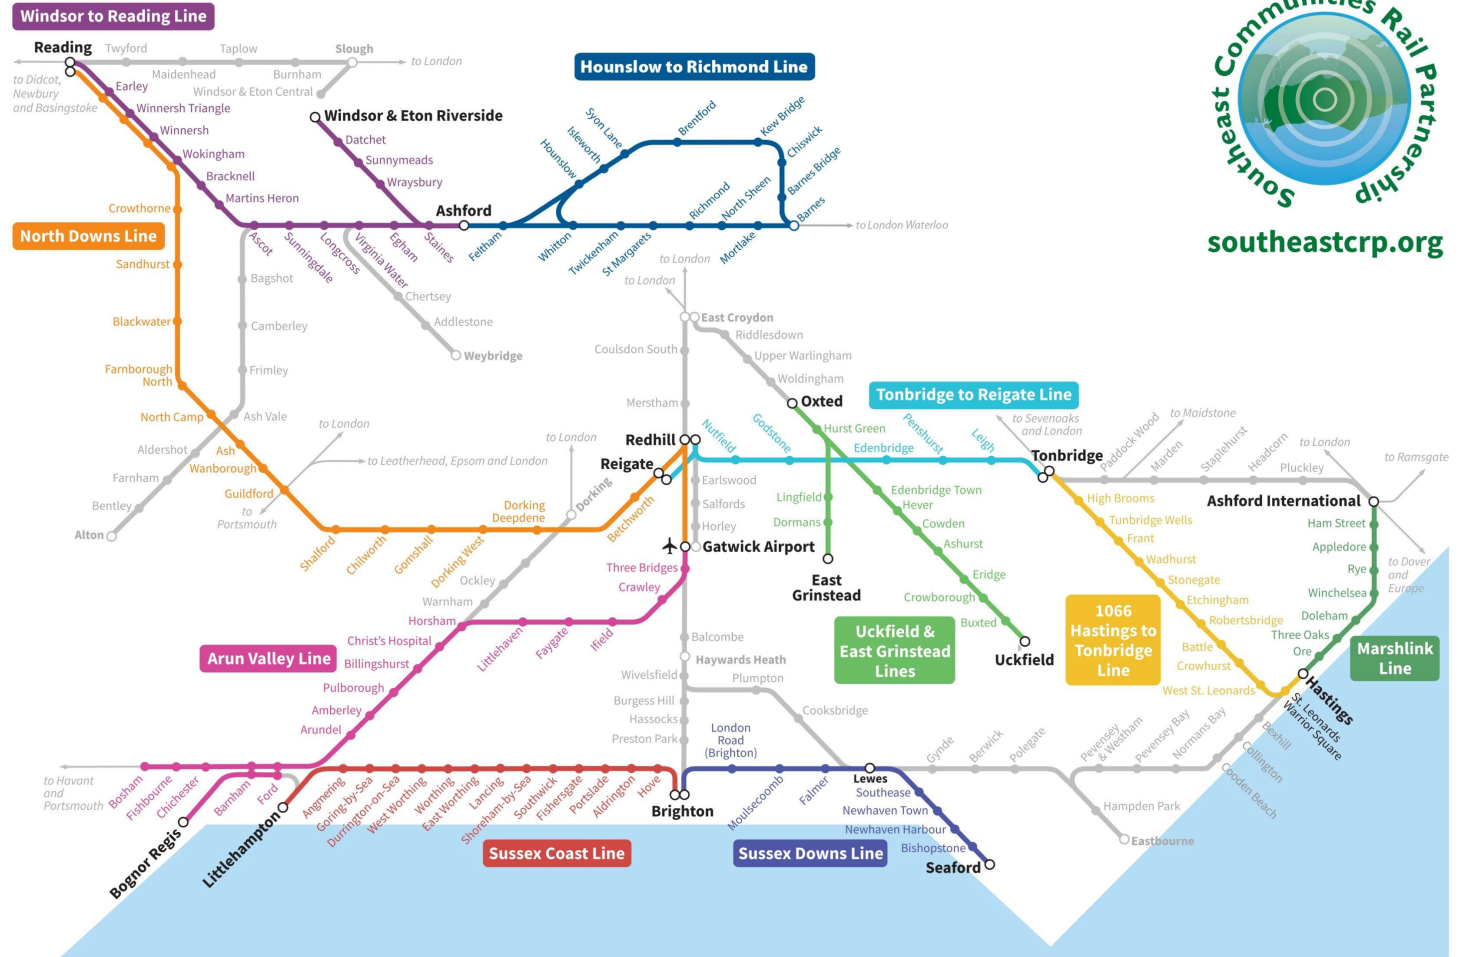 Windsor to Reading Line
Reading
Twyford
Maidenhead
Taplow
Burnham
Slough
to London
to Didcot,
Newbury
and Basingstoke
Windsor & Eton Central
Earley
Winnersh Triangle
Winnersh
Wokingham
Bracknell
Martins Heron
Windsor & Eton Riverside
Datchet
Sunnymeads
Wraysbury
Ascot
Sunningdale
Longcross
Virginia Water
Egham
Staines
Ashford
Hounslow to Richmond Line
Feltham
Hounslow
Isleworth
Syon Lane
Brentford
Kew Bridge
Chiswick
Barnes Bridge
Barnes
Whitton
Twickenham
St Margarets
Richmond
North Sheen
Mortlake
to London Waterloo
Southeast Communities Rail Partnership
southeastcrp.org
North Downs Line
Crowthorne
Sandhurst
Blackwater
Farnborough
North
North Camp
Ash
Wanborough
Guildford
Shalford
Chilworth
Gomshall
Dorking West
Dorking
Deepdene
Betchworth
Reigate
Redhill
Gatwick Airport
Bagshot
Camberley
Frimley
Ash Vale
Aldershot
Farnham
Bentley
Alton
Chertsey
Addlestone
Weybridge
to London
to Leatherhead, Epsom and London
to
Portsmouth
to London
Dorking
Ockley
Warnham
to London
to London
East Croydon
Coulsdon South
Merstham
Riddlesdown
Upper Warlingham
Woldingham
Oxted
Earlswood
Salfords
Horley
Tonbridge to Reigate Line
Nutfield
Godstone
Edenbridge
Penshurst
Leigh
Tonbridge
to Sevenoaks
and London
Hurst Green
Lingfield
Dormans
East
Grinstead
Edenbridge Town
Hever
Cowden
Ashurst
Eridge
Crowborough
Buxted
Uckfield
Uckfield &
East Grinstead
Lines
Paddock Wood
to Maidstone
Marden
Staplehurst
Headcorn
Pluckley
to London
to Ramsgate
Ashford International
to Dover
and
Europe
High Brooms
Tunbridge Wells
Frant
Wadhurst
Stonegate
Etchingham
Robertsbridge
Battle
Crowhurst
West St. Leonards
1066
Hastings to
Tonbridge
Line
Ham Street
Appledore
Rye
Winchelsea
Doleham
Three Oaks
Ore
Marshlink
Line
Hastings
St. Leonards
Warrior Square
Bexhill
Collington
Cooden Beach
Normans Bay
Pevensey Bay
Pevensey
& Westham
Hampden Park
Eastbourne
Polegate
Berwick
Gynde
Three Bridges
Crawley
Ifield
Faygate
Littlehaven
Horsham
Christ's Hospital
Billingshurst
Pulborough
Amberley
Arundel
Arun Valley Line
Ford
Barnham
Chichester
Fishbourne
Bosham
to Havant
and
Portsmouth
Bognor Regis
Littlehampton
Balcombe
Haywards Heath
Wivelsfield
Plumpton
Burgess Hill
Hassocks
Preston Park
Cooksbridge
Angmering
Goring-by-Sea
Durrington-on-Sea
West Worthing
Worthing
East Worthing
Lancing
Shoreham-by-Sea
Southwick
Fishersgate
Portslade
Aldrington
Hove
Brighton
Sussex Coast Line
London
Road
(Brighton)
Moulsecoomb
Falmer
Lewes
Southease
Newhaven Town
Newhaven Harbour
Bishopstone
Seaford
Sussex Downs Line